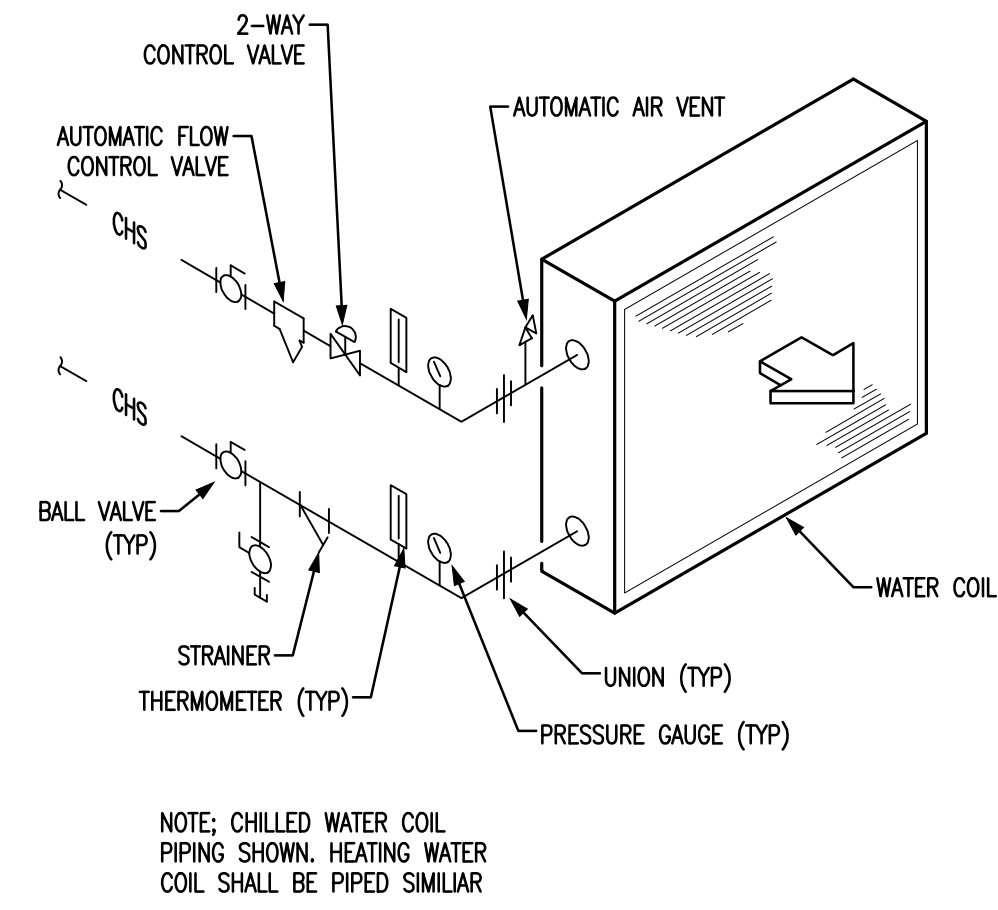 2-WAY
CONTROL VALVE
AUTOMATIC AIR VENT
AUTOMATIC FLOW
CONTROL VALVE
CHS
CHS
BALL VALVE
(TYP)
WATER COIL
STRAINER
UNION (TYP)
THERMOMETER (TYP)
PRESSURE GAUGE (TYP)
NOTE; CHILLED WATER COIL
PIPING SHOWN. HEATING WATER
COIL SHALL BE PIPED SIMILIAR